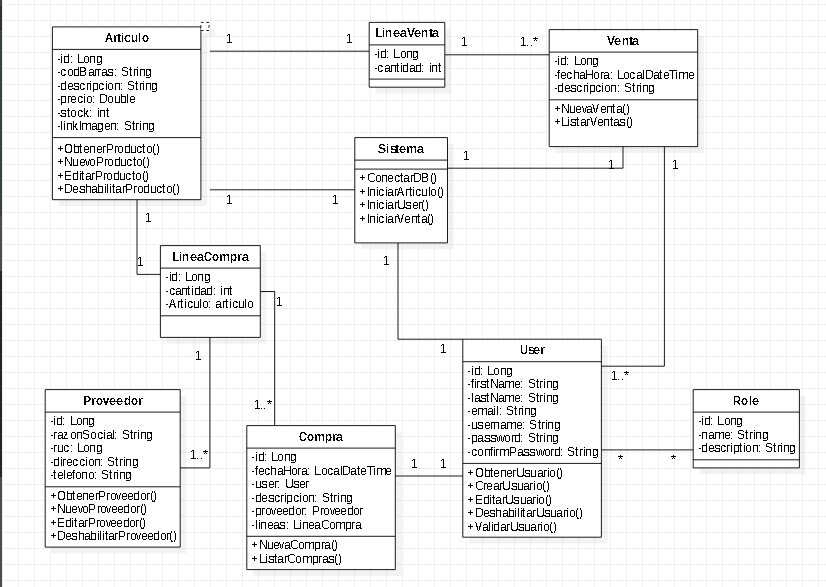 Articulo
-id: Long
-codBarras: String
-descripcion: String
-precio: Double
-stock: int
-linkImagen: String
+ObtenerProducto()
+NuevoProducto()
+EditarProducto()
+DeshabilitarProducto()
1
1
LineaVenta
-id: Long
-cantidad: int
1
1..*
Venta
-id: Long
-fechaHora: LocalDateTime
-descripcion: String
+NuevaVenta()
+ListarVentas()
Sistema
+ConectarDB()
+IniciarArticulo()
+IniciarUser()
+IniciarVenta()
1
1
1
1
1
1
1
LineaCompra
-id: Long
-cantidad: int
-Articulo: articulo
1
1
1
1
1..*
1..*
1..*
Proveedor
-id: Long
-razonSocial: String
-ruc: Long
-direccion: String
-telefono: String
+ObtenerProveedor()
+NuevoProveedor()
+EditarProveedor()
+DeshabilitarProveedor()
Compra
-id: Long
-fechaHora: LocalDateTime
-user: User
-descripcion: String
-proveedor: Proveedor
-lineas: LineaCompra
+NuevaCompra()
+ListarCompras()
1
1
User
-id: Long
-firstName: String
-lastName: String
-email: String
-username: String
-password: String
-confirmPassword: String
+ObtenerUsuario()
+CrearUsuario()
+EditarUsuario()
+DeshabilitarUsuario()
+ValidarUsuario()
*
*
Role
-id: Long
-name: String
-description: String